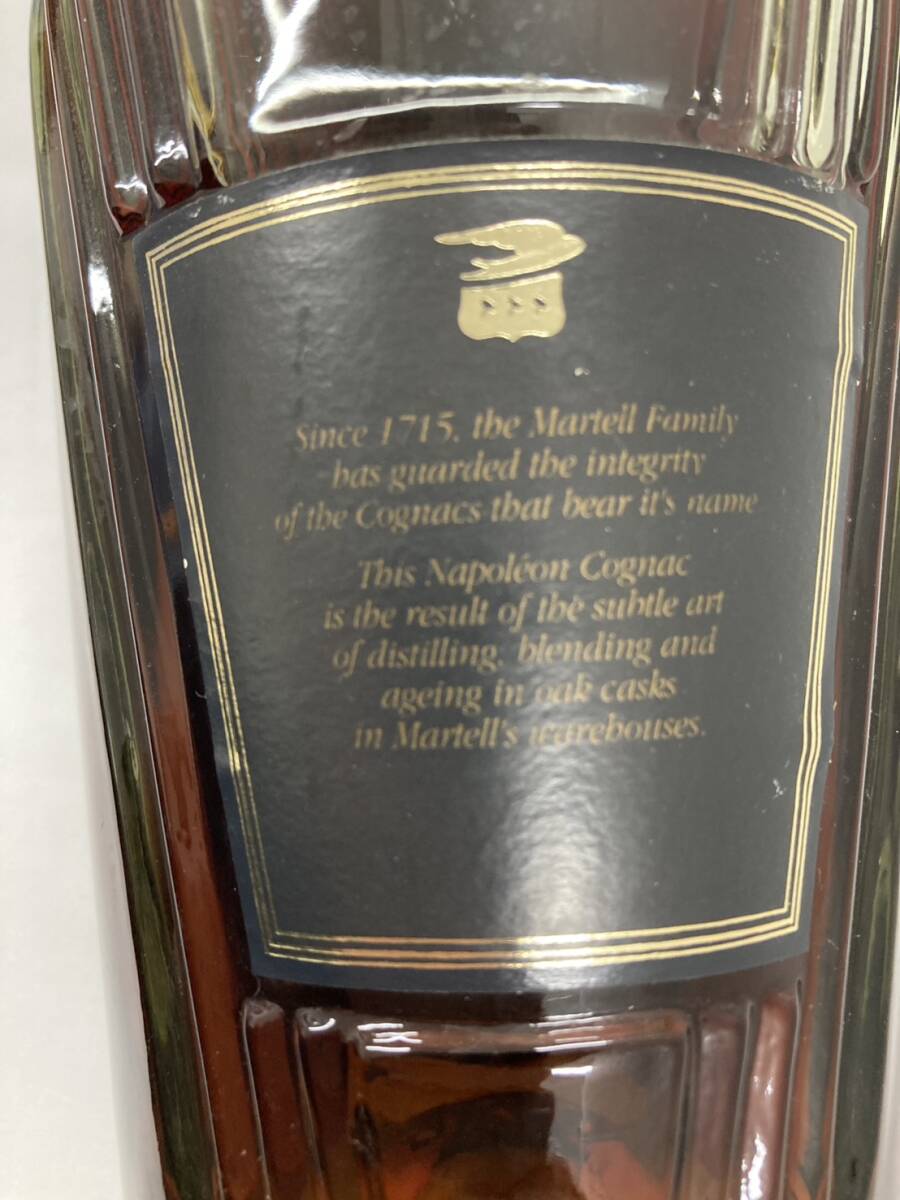 Since 1715, the Martell Family
has guarded the integrity
of the Cognacs that bear it's name
This Napoléon Cognac
is the result of the subtle art
of distilling, blending and
ageing in oak casks
in Martell's warehouses.